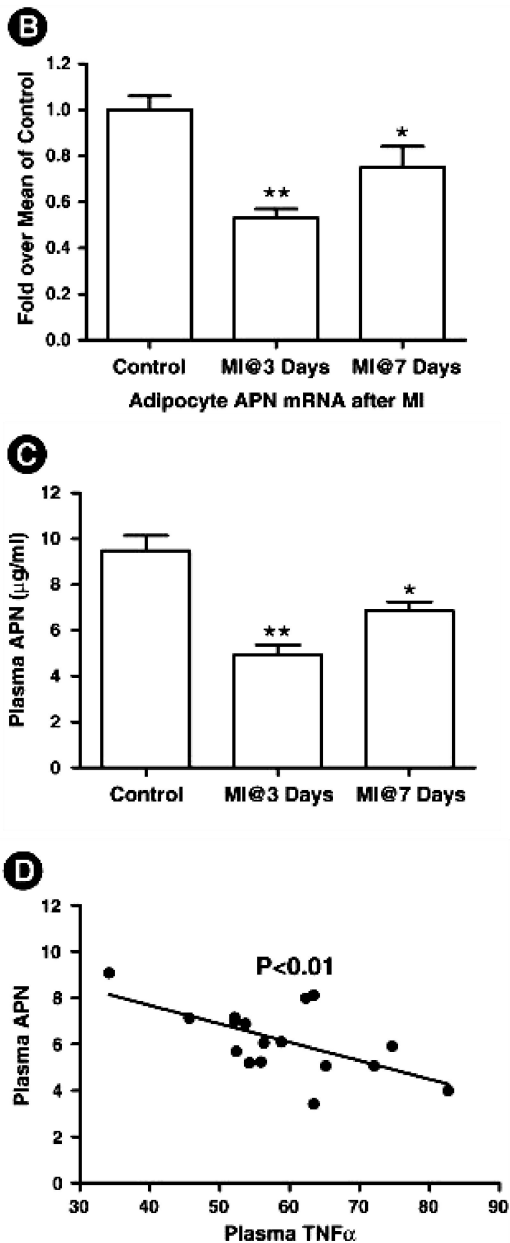 B
Fold over Mean of Control
1.2
1.0
0.8
0.6
0.4
0.2
0.0
**
*
Control MI@3 Days MI@7 Days
Adipocyte APN mRNA after MI
C
Plasma APN (μg/ml)
12
10
8
6
4
2
0
**
*
Control MI@3 Days MI@7 Days
D
Plasma APN
12
10
8
6
4
2
0
P<0.01
30 40 50 60 70 80 90
Plasma TNFα